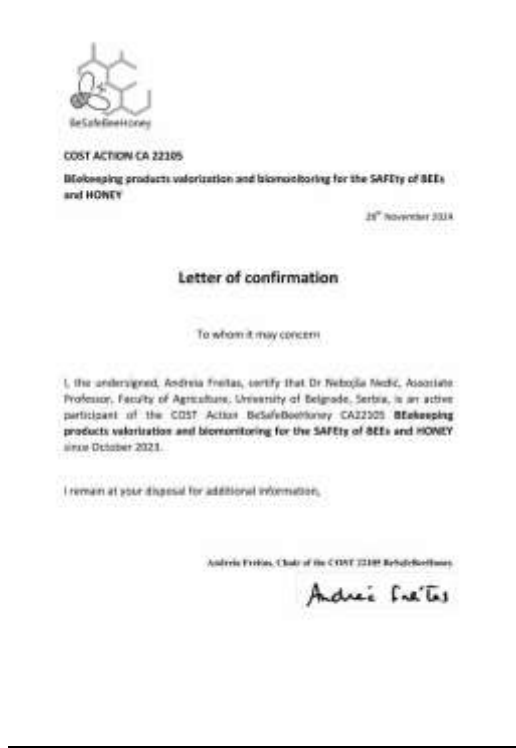 BeSafeBeeHoney
COST ACTION CA 22105
BEekeeping products valorization and biomonitoring for the SAFEty of BEEs
and HONEY
28th November 2024
Letter of confirmation
To whom it may concern
I, the undersigned, Andreia Freitas, certify that Dr Nebojša Nedić, Associate
Professor, Faculty of Agriculture, University of Belgrade, Serbia, is an active
participant of the COST Action BeSafeBeeHoney CA22105 BEekeeping
products valorization and biomonitoring for the SAFEty of BEEs and HONEY
since October 2023.
I remain at your disposal for additional information,
Andreia Freitas, Chair of the COST 22105 BeSafeBeeHoney
Andreia Freitas